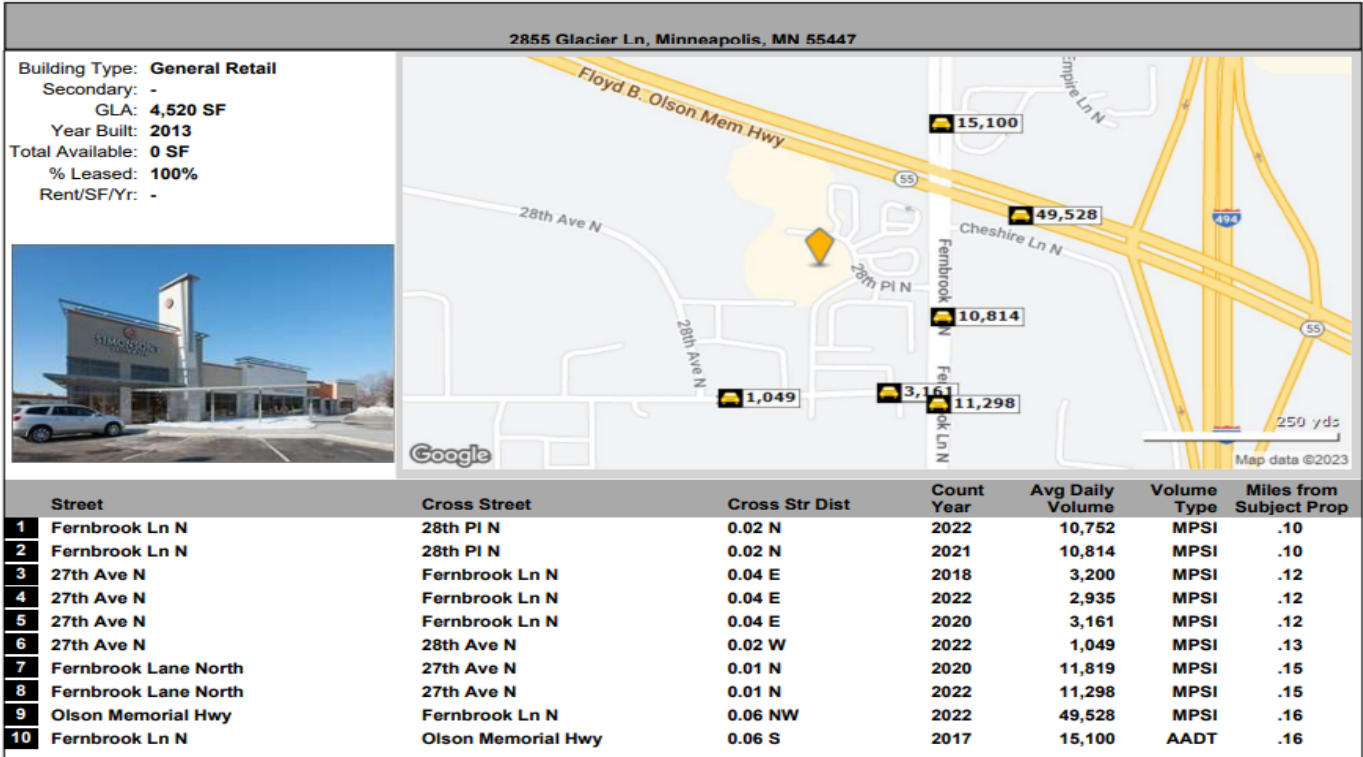 2855 Glacier Ln, Minneapolis, MN 55447
Building Type: General Retail
Secondary: -
GLA: 4,520 SF
Year Built: 2013
Total Available: 0 SF
% Leased: 100%
Rent/SF/Yr: -
SIMONSON'S
Floyd B. Olson Mem Hwy
Empire Ln N
15,100
55
28th Ave N
49,528
494
Cheshire Ln N
Fernbrook
28th Pl N
10,814
N
55
28th Ave N
1,049
3,161
11,298
ok Ln N
250 yds
Google
Map data ©2023
Street Cross Street Cross Str Dist Count Year Avg Daily Volume Volume Type Miles from Subject Prop
1 Fernbrook Ln N 28th Pl N 0.02 N 2022 10,752 MPSI .10
2 Fernbrook Ln N 28th Pl N 0.02 N 2021 10,814 MPSI .10
3 27th Ave N Fernbrook Ln N 0.04 E 2018 3,200 MPSI .12
4 27th Ave N Fernbrook Ln N 0.04 E 2022 2,935 MPSI .12
5 27th Ave N Fernbrook Ln N 0.04 E 2020 3,161 MPSI .12
6 27th Ave N 28th Ave N 0.02 W 2022 1,049 MPSI .13
7 Fernbrook Lane North 27th Ave N 0.01 N 2020 11,819 MPSI .15
8 Fernbrook Lane North 27th Ave N 0.01 N 2022 11,298 MPSI .15
9 Olson Memorial Hwy Fernbrook Ln N 0.06 NW 2022 49,528 MPSI .16
10 Fernbrook Ln N Olson Memorial Hwy 0.06 S 2017 15,100 AADT .16